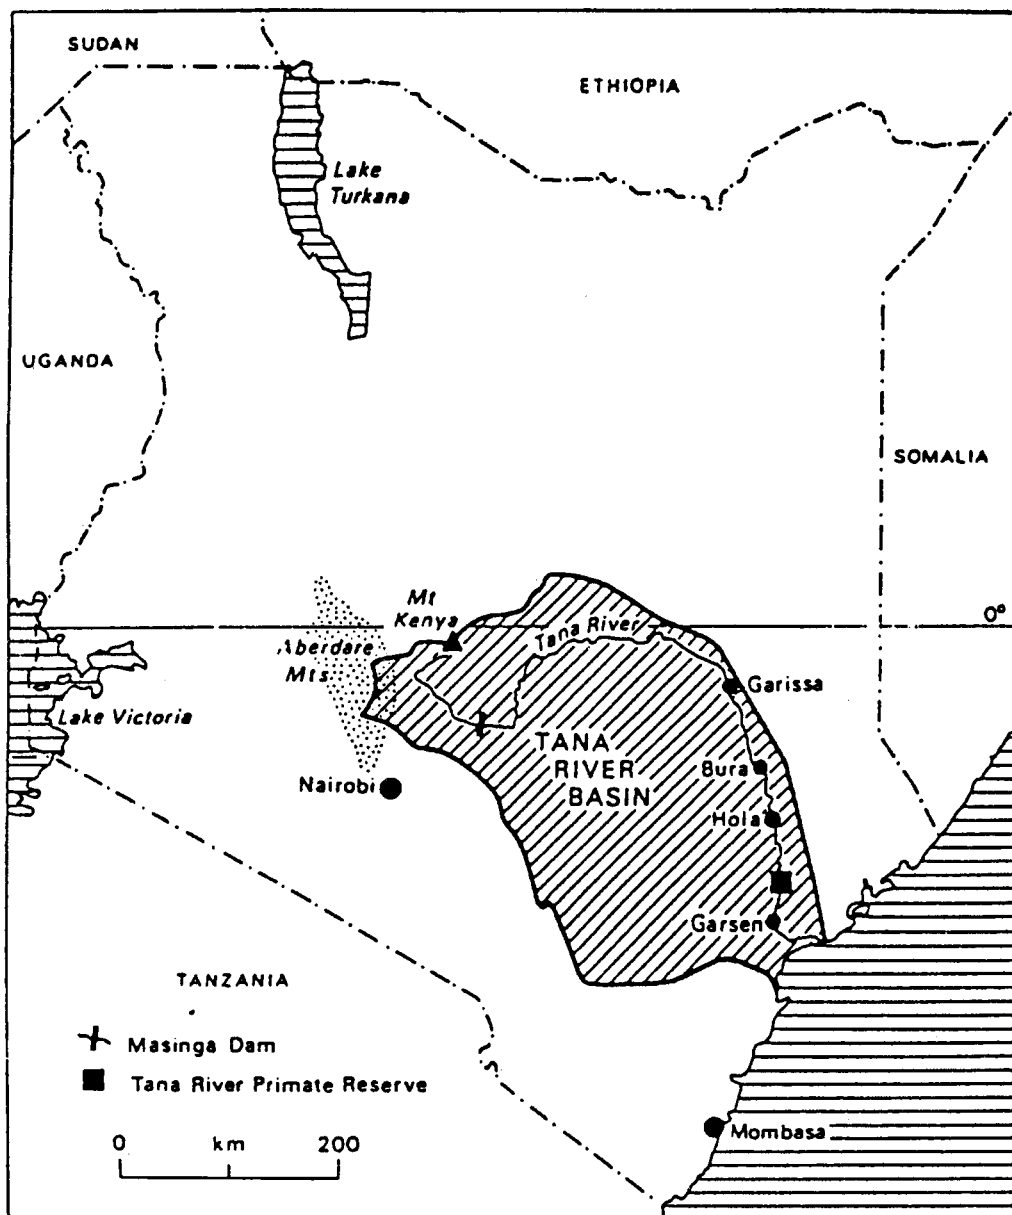 SUDAN
ETHIOPIA
Lake
Turkana
UGANDA
SOMALIA
Mt
Kenya
0°
Tana River
Aberdare
Mts
Garissa
Lake Victoria
TANA
RIVER
BASIN
Bura
Nairobi
Hola
Garsen
TANZANIA
Masinga Dam
Tana River Primate Reserve
Mombasa
0 km 200